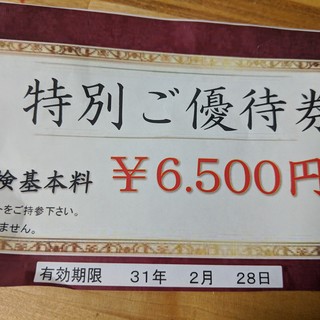 特別ご優待券
検基本料 ￥6.500円
をご持参下さい。
ません。
有効期限 31年 2月 28日